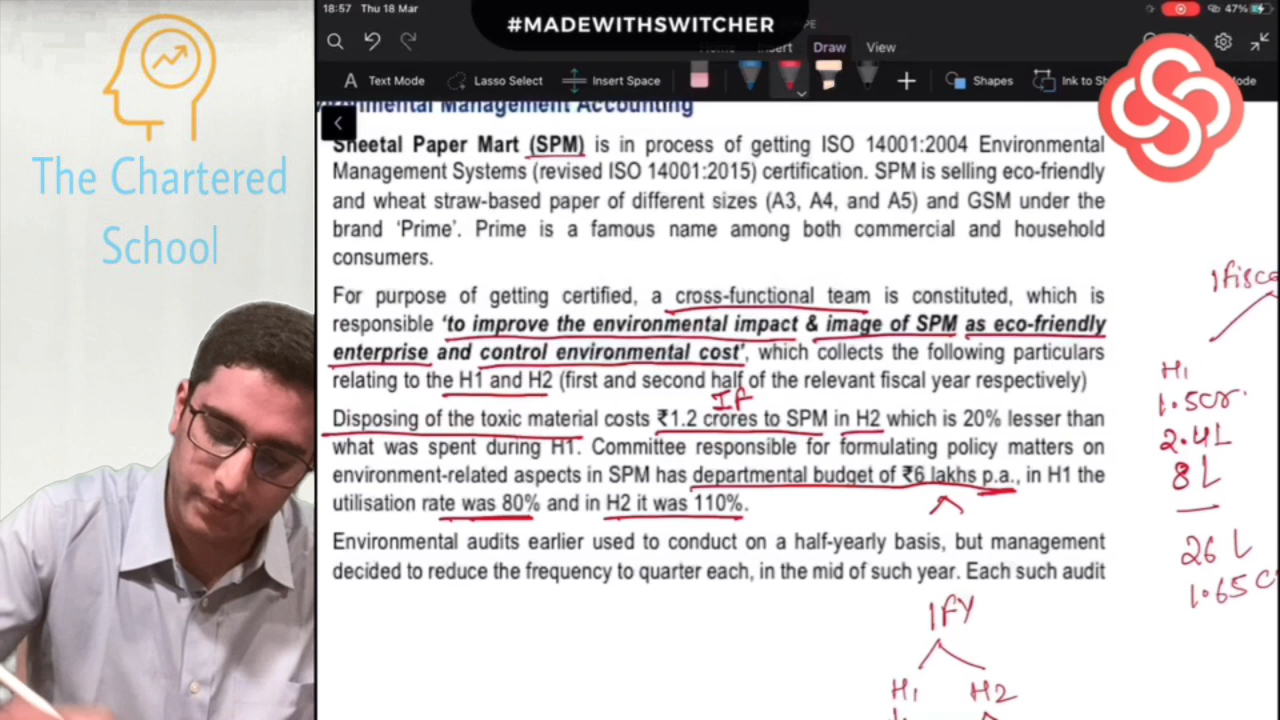 18:57 Thu 18 Mar
#MADEWITHSWITCHER
47%
Insert Draw View
Text Mode Lasso Select Insert Space Shapes
The Chartered
School
Environmental Management Accounting
Sheetal Paper Mart (SPM) is in process of getting ISO 14001:2004 Environmental
Management Systems (revised ISO 14001:2015) certification. SPM is selling eco-friendly
and wheat straw-based paper of different sizes (A3, A4, and A5) and GSM under the
brand ‘Prime’. Prime is a famous name among both commercial and household
consumers.
For purpose of getting certified, a cross-functional team is constituted, which is
responsible ‘to improve the environmental impact & image of SPM as eco-friendly
enterprise and control environmental cost’, which collects the following particulars
relating to the H1 and H2 (first and second half of the relevant fiscal year respectively)
IF
Disposing of the toxic material costs ₹1.2 crores to SPM in H2 which is 20% lesser than
what was spent during H1. Committee responsible for formulating policy matters on
environment-related aspects in SPM has departmental budget of ₹6 lakhs p.a., in H1 the
utilisation rate was 80% and in H2 it was 110%.
Environmental audits earlier used to conduct on a half-yearly basis, but management
decided to reduce the frequency to quarter each, in the mid of such year. Each such audit
1 fisc
H1
1.5cr.
2.4L
8L
26 L
1.65C
1FY
H1 H2